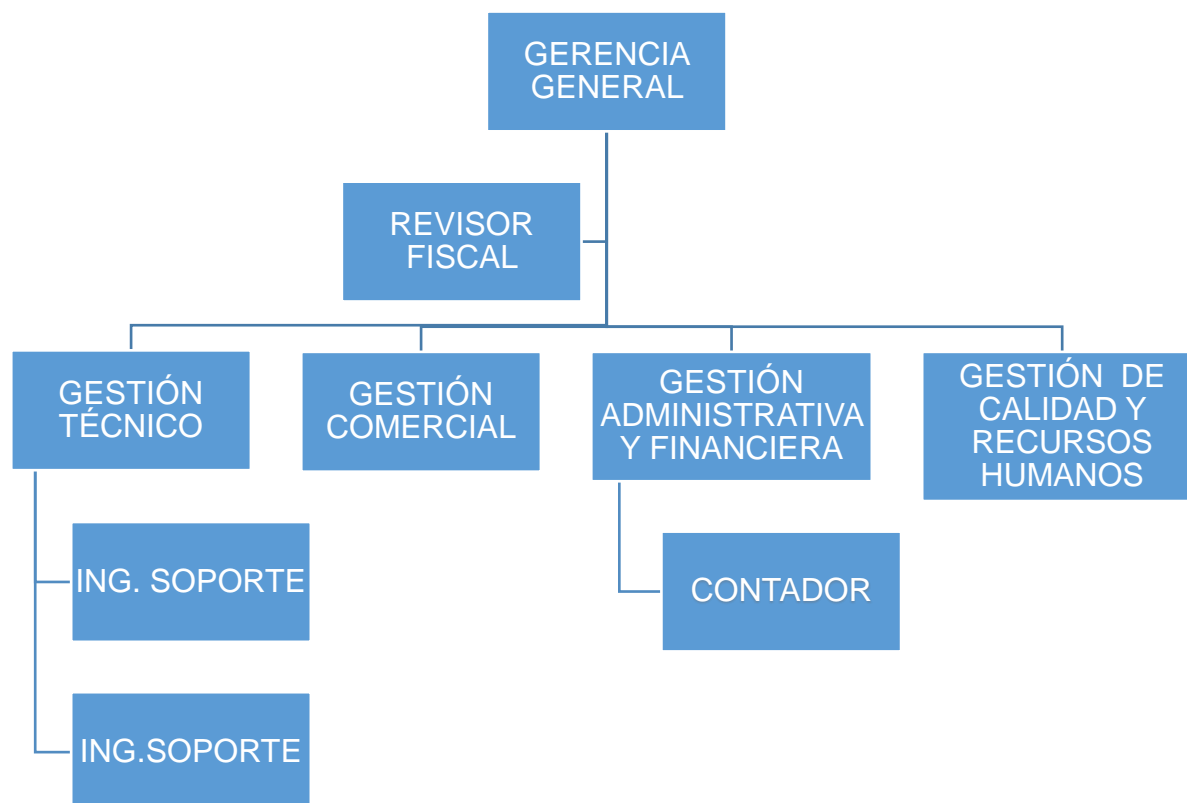 GERENCIA
GENERAL
REVISOR
FISCAL
GESTIÓN
TÉCNICO
GESTIÓN
COMERCIAL
GESTIÓN
ADMINISTRATIVA
Y FINANCIERA
GESTIÓN DE
CALIDAD Y
RECURSOS
HUMANOS
ING. SOPORTE
CONTADOR
ING.SOPORTE